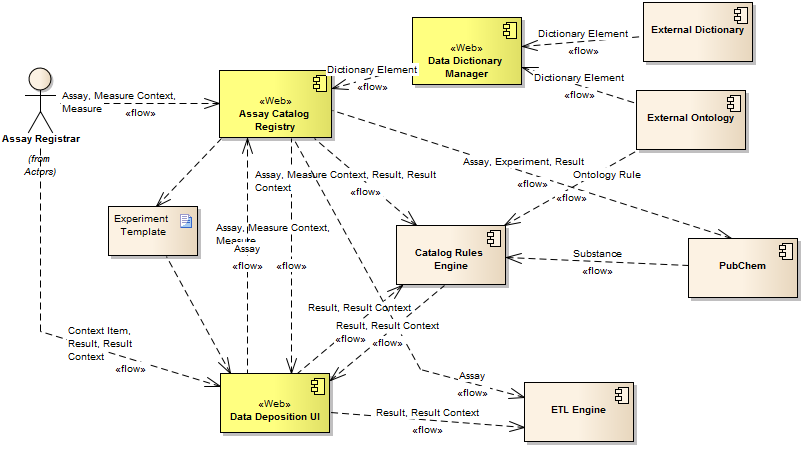 External Dictionary
«Web»
Data Dictionary
Manager
Dictionary Element
«flow»
Dictionary Element
«flow»
External Ontology
Dictionary Element
«flow»
«Web»
Assay Catalog
Registry
Assay, Measure Context,
Measure
«flow»
Assay Registrar
(from
Actors)
Assay, Experiment, Result
«flow»
Ontology Rule
«flow»
Assay, Measure Context, Result, Result
Context
«flow»
Experiment
Template
Assay, Measure Context,
Measure
Assay
«flow»
«flow»
Catalog Rules
Engine
Substance
«flow»
PubChem
Result, Result Context
«flow»
Result, Result Context
«flow»
Context Item,
Result, Result
Context
«flow»
Assay
«flow»
«Web»
Data Deposition UI
Result, Result Context
«flow»
ETL Engine